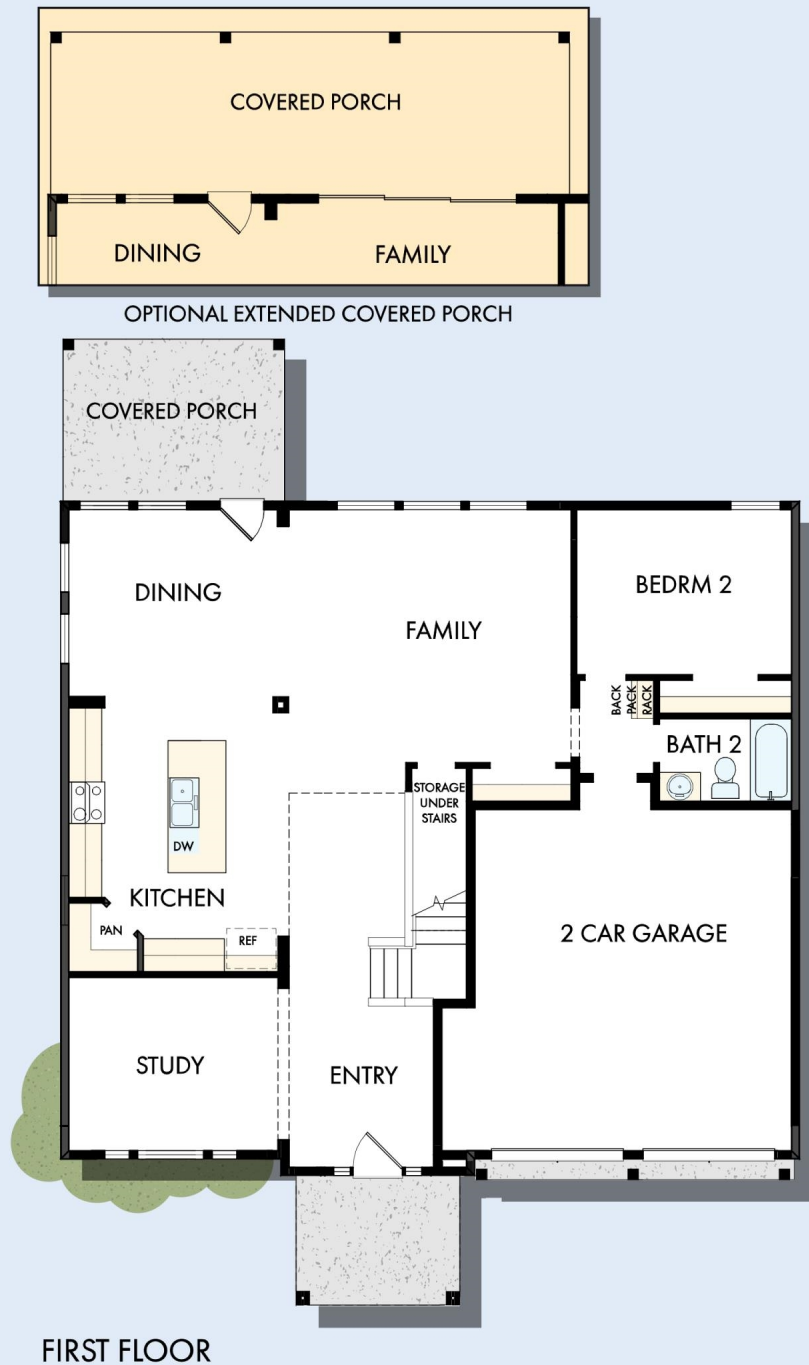 COVERED PORCH
DINING
FAMILY
OPTIONAL EXTENDED COVERED PORCH
COVERED PORCH
DINING
FAMILY
BEDRM 2
BACK
PACK
RACK
BATH 2
STORAGE
UNDER
STAIRS
DW
KITCHEN
PAN
REF
2 CAR GARAGE
STUDY
ENTRY
FIRST FLOOR